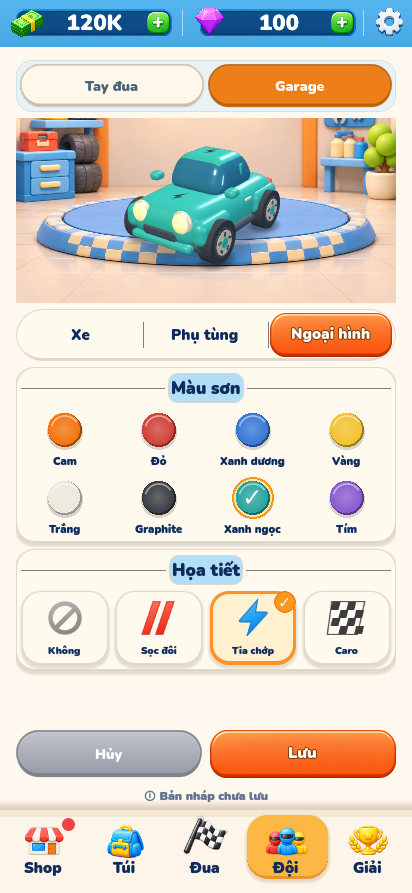 120K
100
Tay đua
Garage
Xe
Phụ tùng
Ngoại hình
Màu sơn
Cam
Đỏ
Xanh dương
Vàng
Trắng
Graphite
Xanh ngọc
Tím
Họa tiết
Không
Sọc đôi
Tia chớp
Caro
Hủy
Lưu
Bản nháp chưa lưu
Shop
Túi
Đua
Đội
Giải